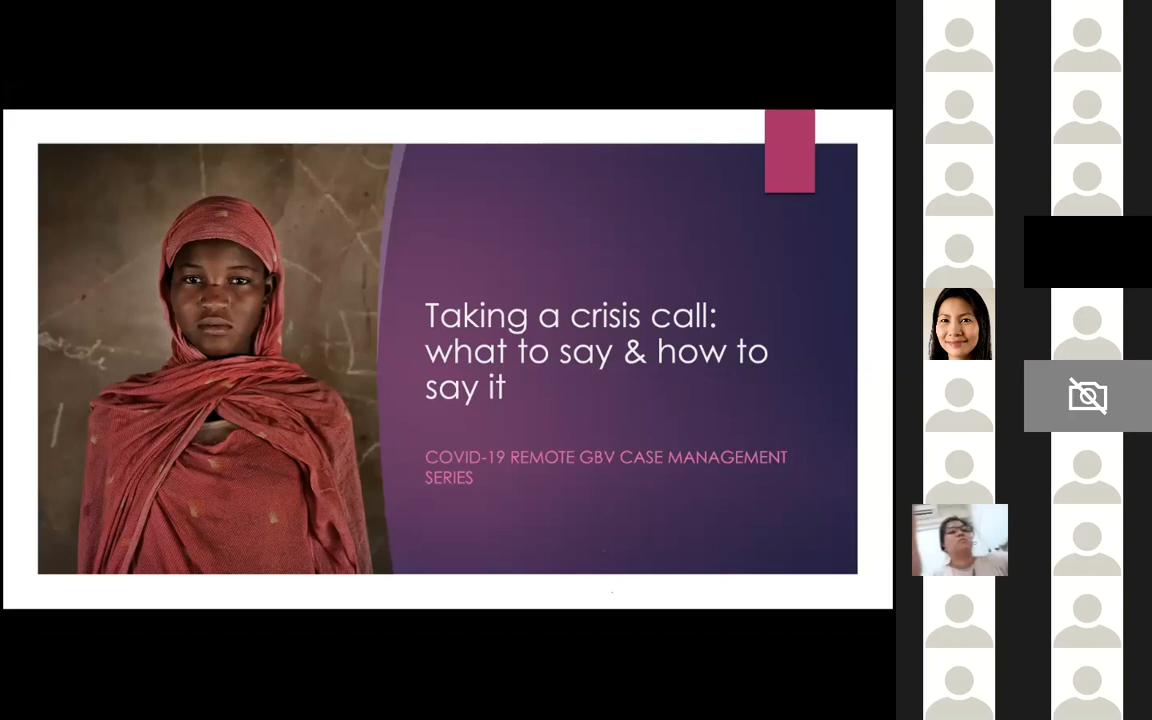 Taking a crisis call:
what to say & how to
say it
COVID-19 REMOTE GBV CASE MANAGEMENT
SERIES